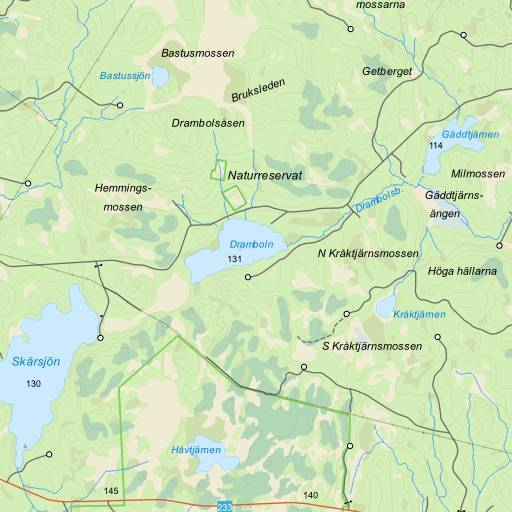 mossarna
Bastusmossen
Getberget
Bastussjön
Bruksleden
Drambolsåsen
Gäddtjärnen
114
Naturreservat
Milmossen
Hemmings-
mossen
Drambolsb.
Gäddtjärns-
ängen
Dramboln
131
N Kråktjärnsmossen
Höga hällarna
Kråktjärnen
S Kråktjärnsmossen
Skärsjön
130
Håvtjärnen
145
140
233